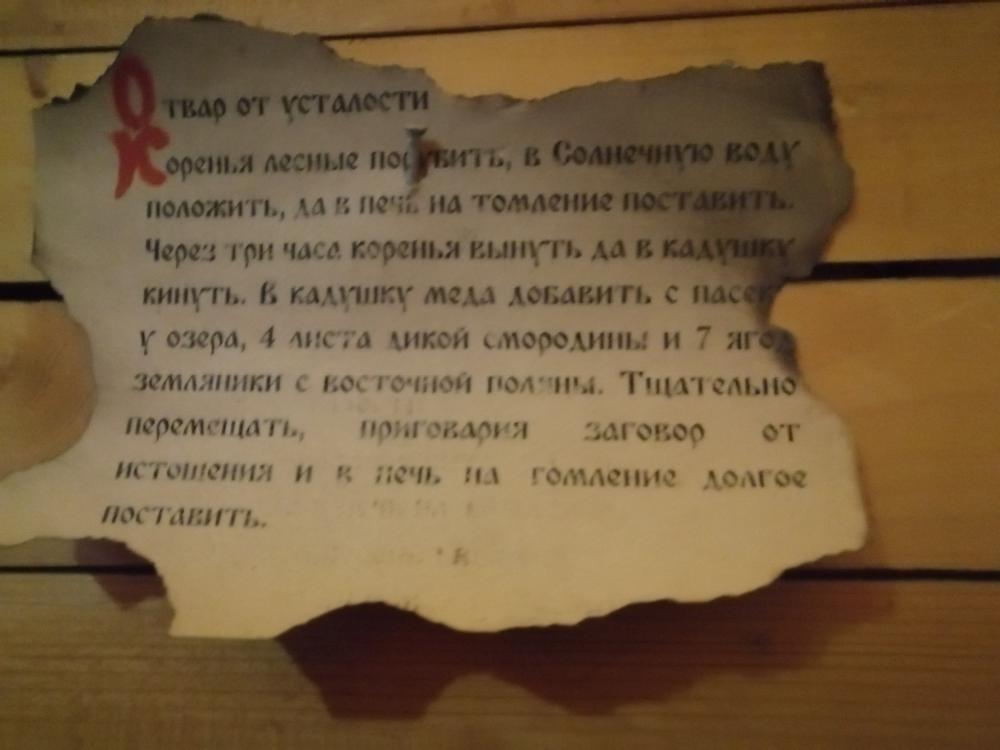 Отвар от усталости
Коренья лесные порубить, в Солнечную воду
положить, да в печь на томление поставить.
Через три часа коренья вынуть да в кадушку
кинуть. В кадушку меда добавить с пасеки
у озера, 4 листа дикой смородины и 7 ягод
земляники с восточной поляны. Тщательно
перемещать, приговария заговор от
истошения и в печь на томление долгое
поставить.